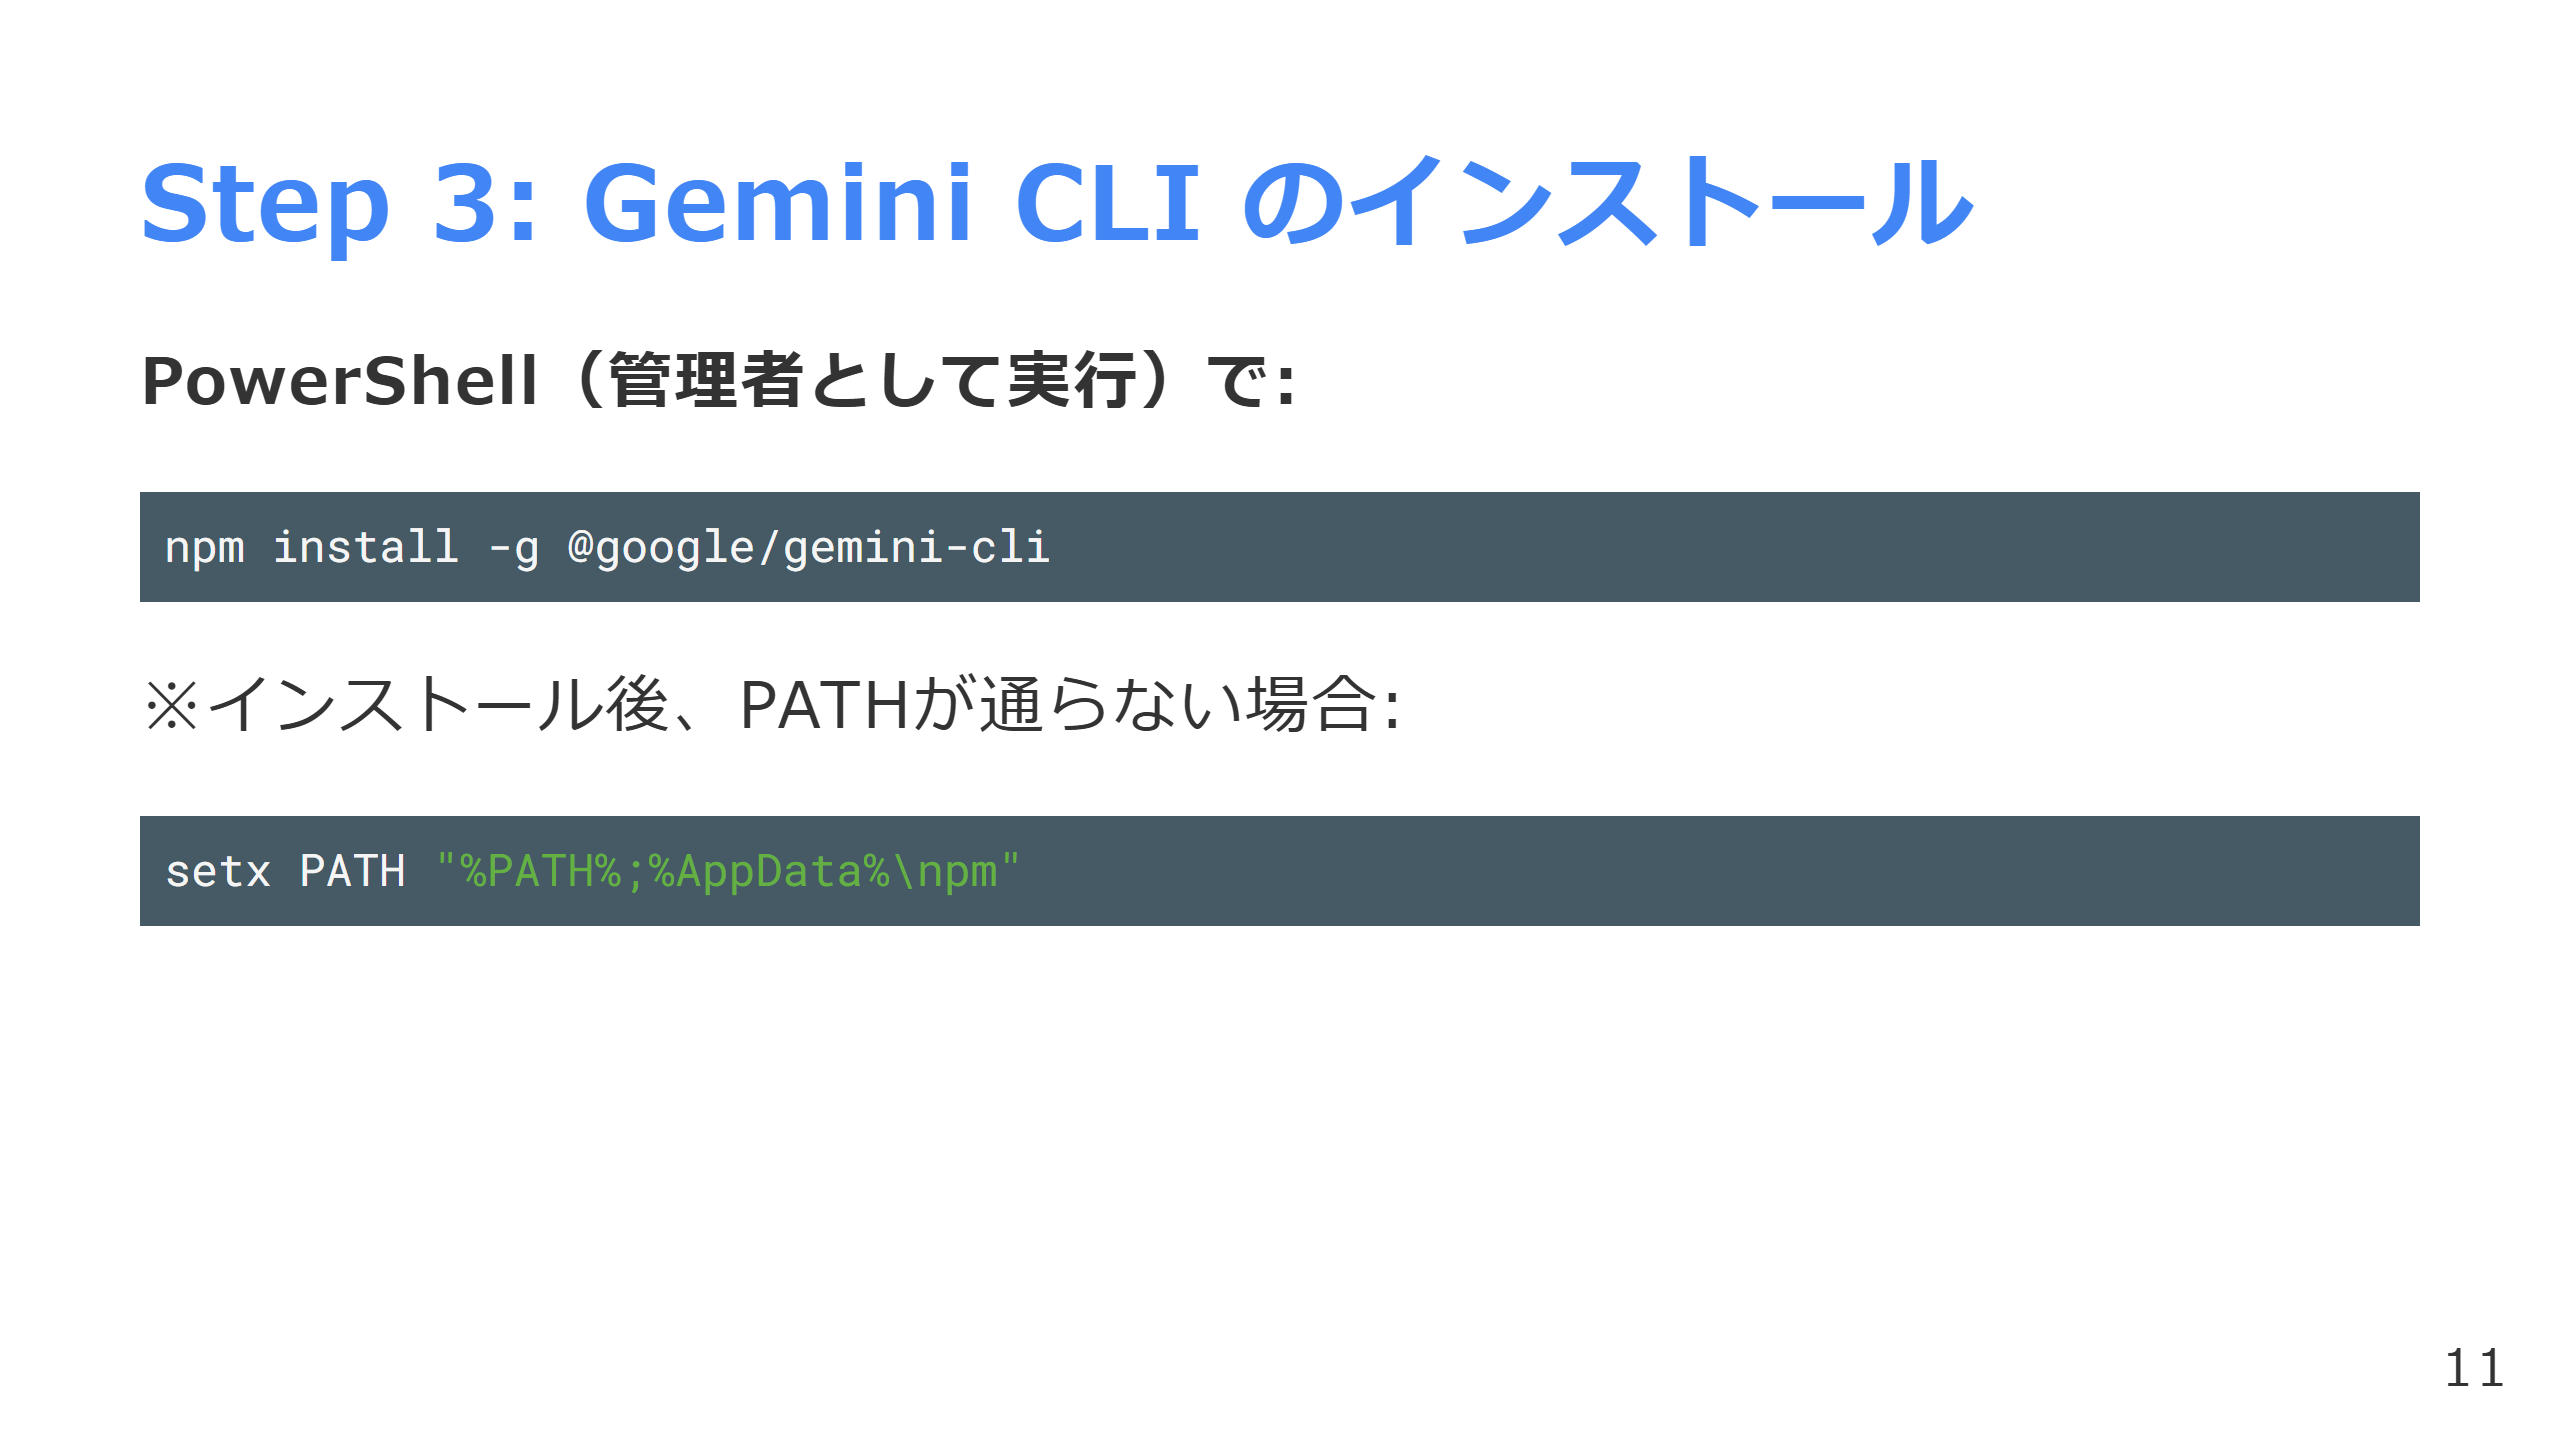 Step 3: Gemini CLI のインストール
PowerShell（管理者として実行）で:
npm install -g @google/gemini-cli
※インストール後、PATHが通らない場合:
setx PATH "%PATH%;%AppData%\npm"
11